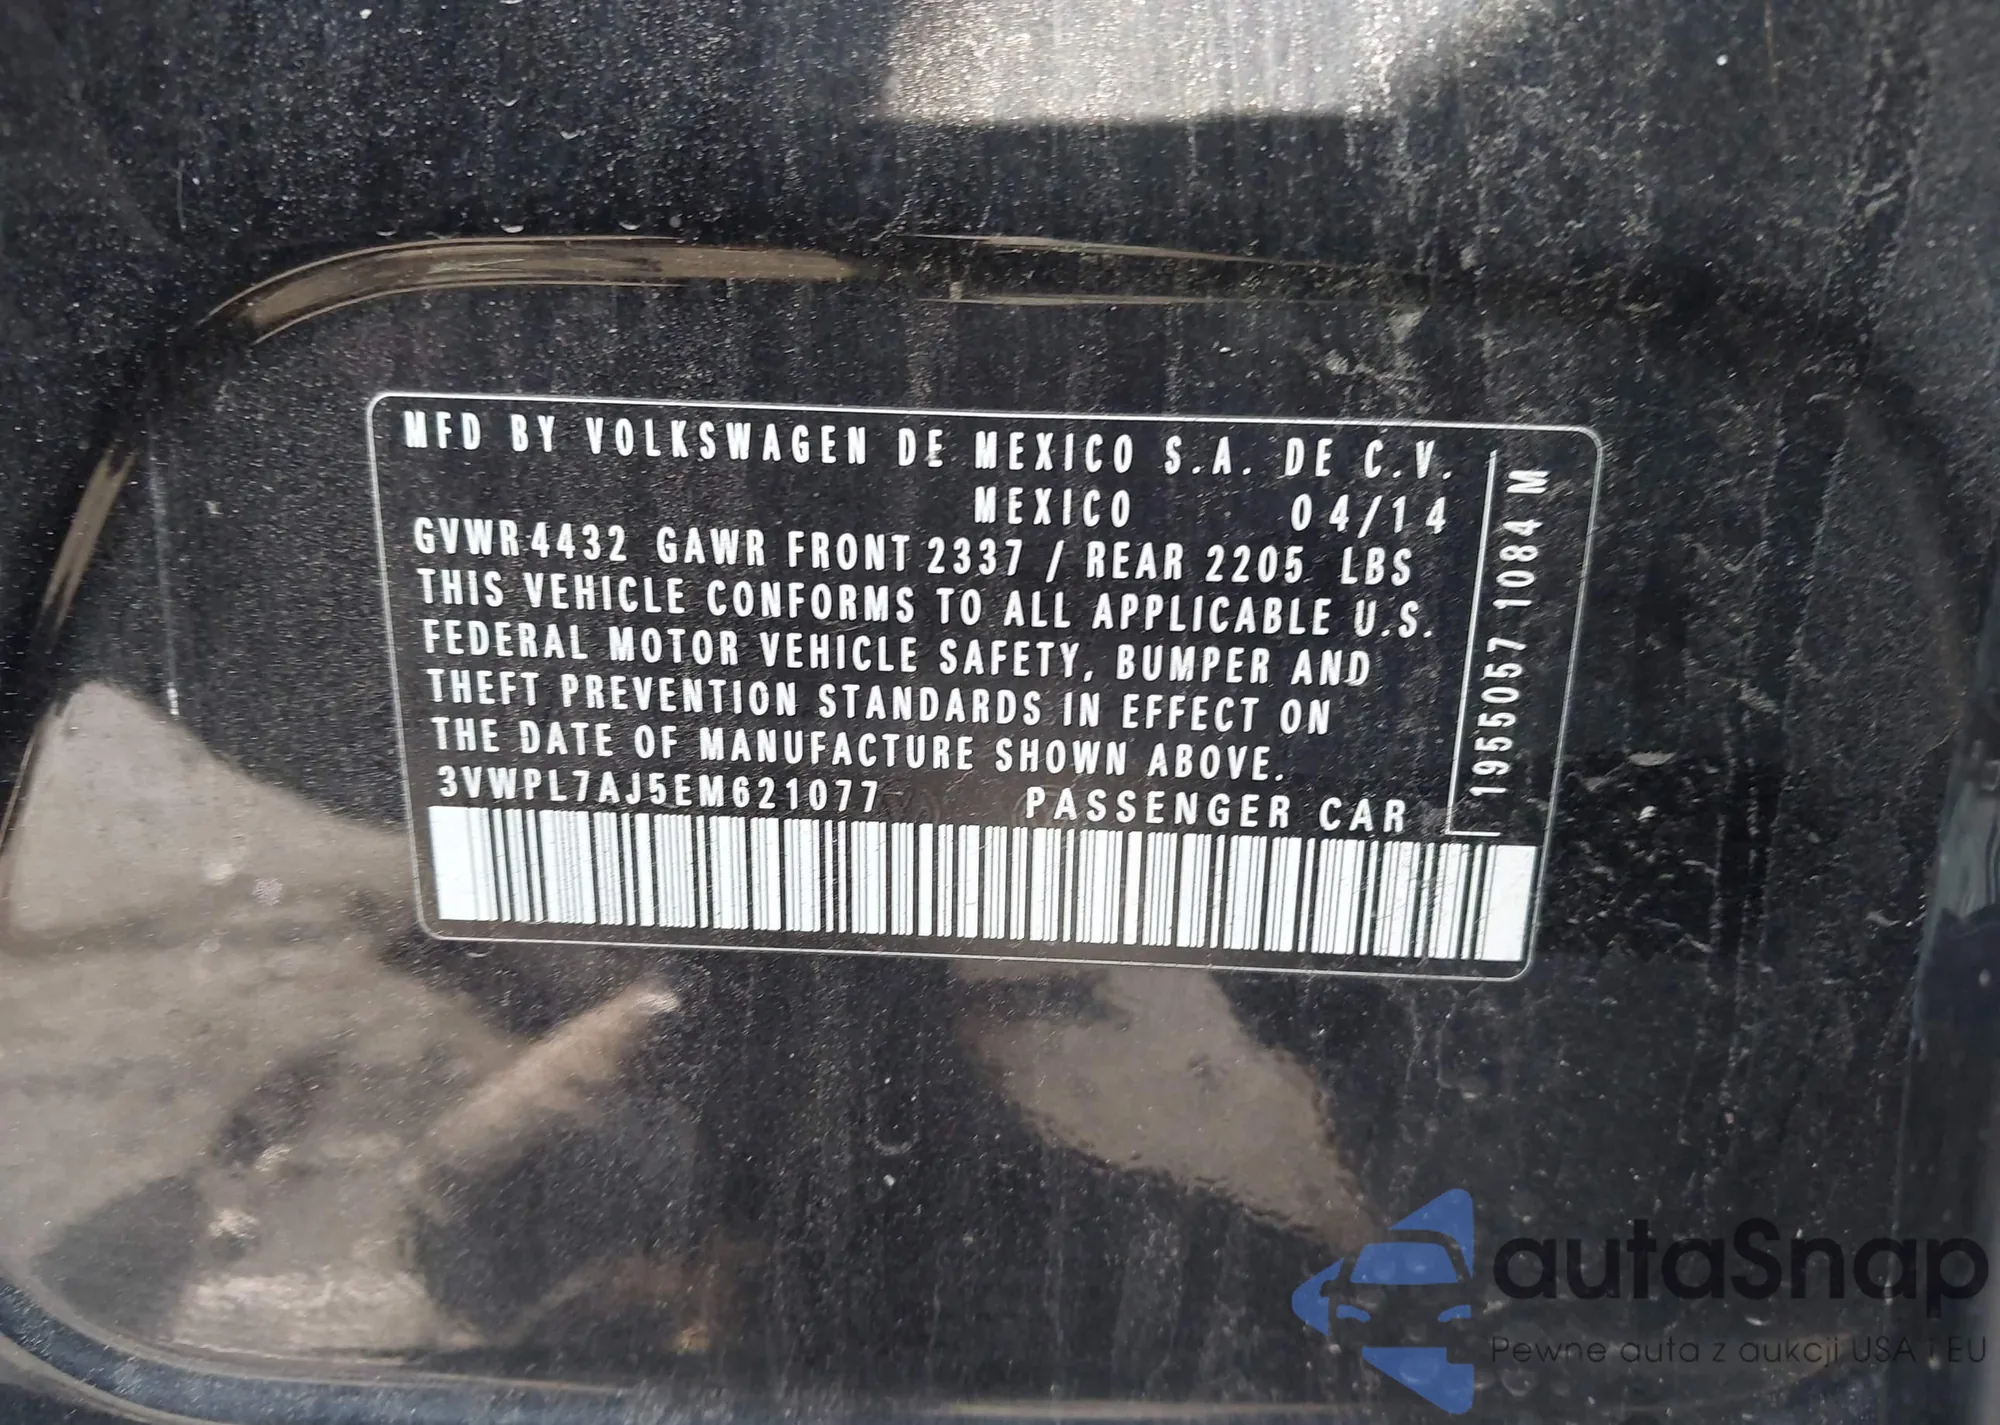 MFD BY VOLKSWAGEN DE MEXICO S.A. DE C.V.
MEXICO 04/14
GVWR 4432 GAWR FRONT 2337 / REAR 2205 LBS
THIS VEHICLE CONFORMS TO ALL APPLICABLE U.S.
FEDERAL MOTOR VEHICLE SAFETY, BUMPER AND
THEFT PREVENTION STANDARDS IN EFFECT ON
THE DATE OF MANUFACTURE SHOWN ABOVE.
3VWPL7AJ5EM621077 PASSENGER CAR
1955057 1084 M
autaSnap
Pewne auta z aukcji USA i EU